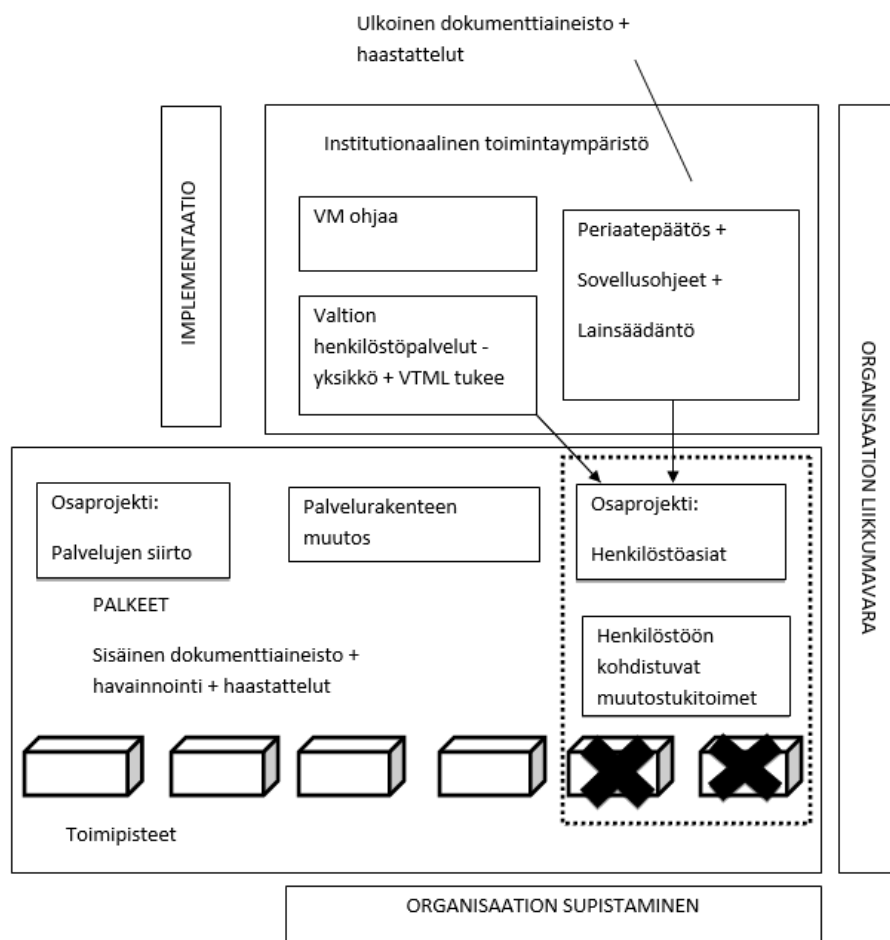 Ulkoinen dokumenttiaineisto +
haastattelut
IMPLEMENTAATIO
Institutionaalinen toimintaympäristö
VM ohjaa
Valtion
henkilöstöpalvelut -
yksikkö + VTML tukee
Periaatepäätös +
Sovellusohjeet +
Lainsäädäntö
ORGANISAATION LIIKKUMAVARA
Osaprojekti:
Palvelujen siirto
Palvelurakenteen
muutos
Osaprojekti:
Henkilöstöasiat
PALKEET
Sisäinen dokumenttiaineisto +
havainnointi + haastattelut
Henkilöstöön
kohdistuvat
muutostukitoimet
Toimipisteet
ORGANISAATION SUPISTAMINEN